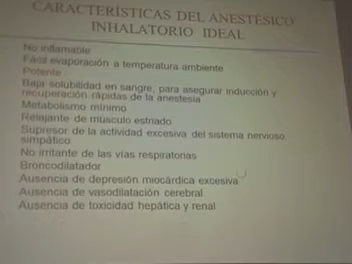 CARACTERÍSTICAS DEL ANESTÉSICO
INHALATORIO IDEAL
No inflamable
Fácil evaporación a temperatura ambiente
Potente
Baja solubilidad en sangre, para asegurar inducción y
recuperación rápidas de la anestesia
Metabolismo mínimo
Relajante de músculo estriado
Supresor de la actividad excesiva del sistema nervioso
simpático
No irritante de las vías respiratorias
Broncodilatador
Ausencia de depresión miocárdica excesiva
Ausencia de vasodilatación cerebral
Ausencia de toxicidad hepática y renal